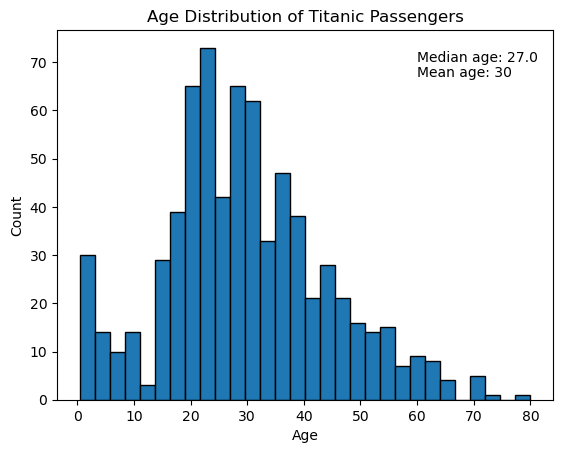 Age Distribution of Titanic Passengers
Median age: 27.0
Mean age: 30
Count
70
60
50
40
30
20
10
0
0 10 20 30 40 50 60 70 80
Age